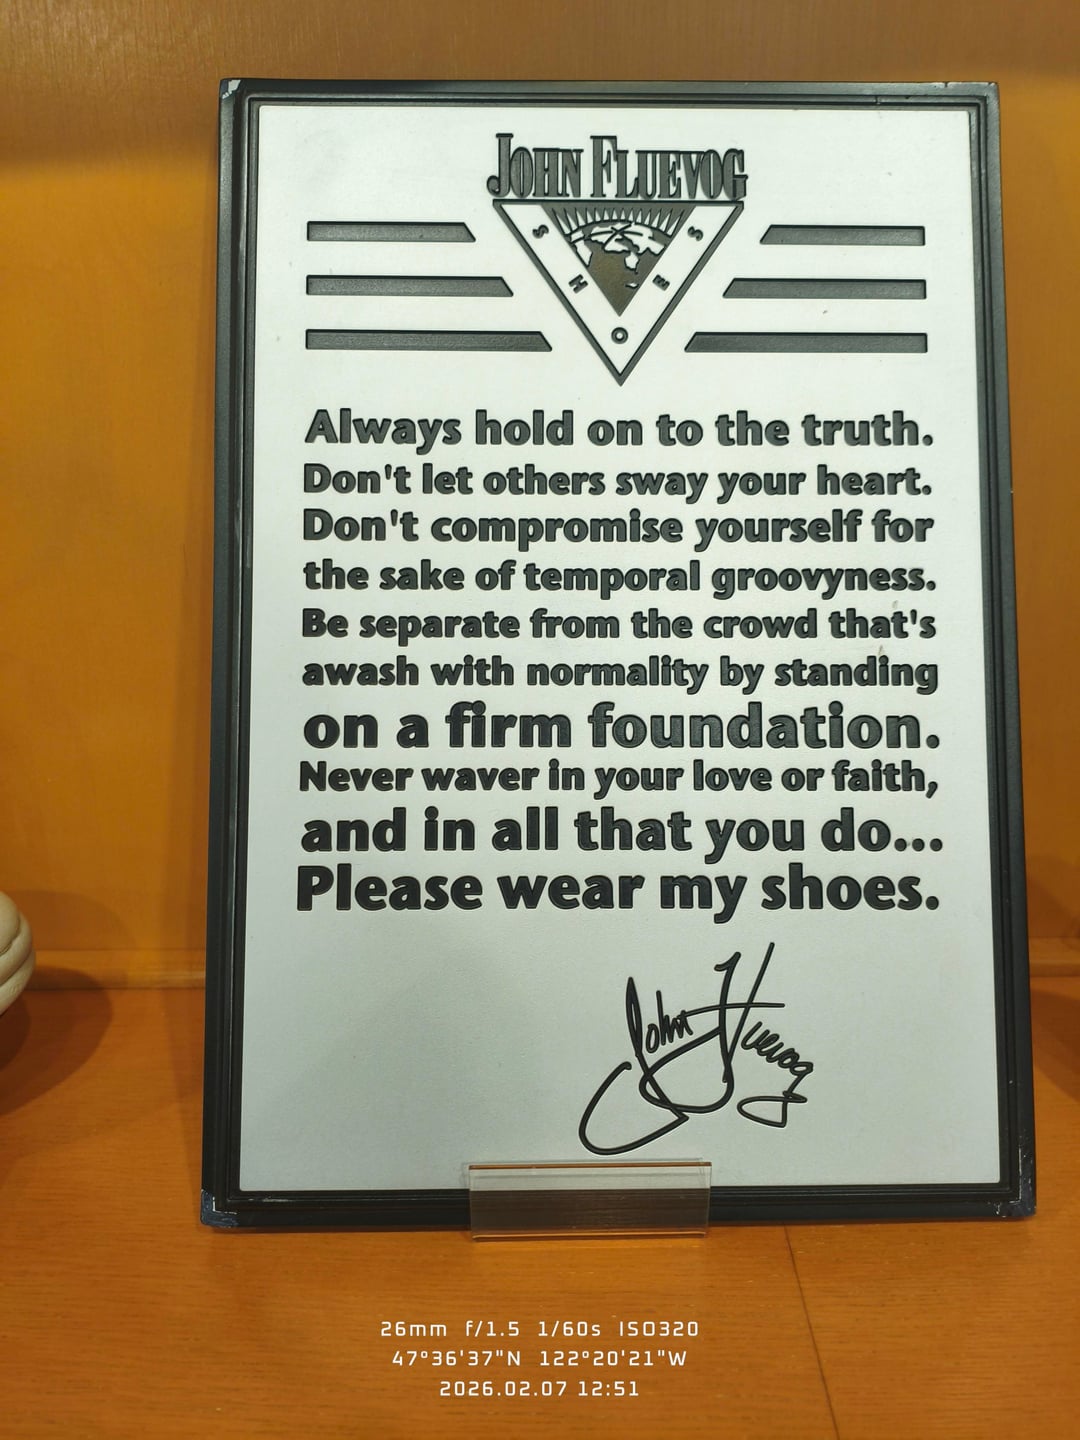 JOHN FLUEVOG
SHOES
Always hold on to the truth.
Don't let others sway your heart.
Don't compromise yourself for
the sake of temporal groovyness.
Be separate from the crowd that's
awash with normality by standing
on a firm foundation.
Never waver in your love or faith,
and in all that you do...
Please wear my shoes.
John Fluevog
26mm f/1.5 1/60s ISO320
47°36'37"N 122°20'21"W
2026.02.07 12:51